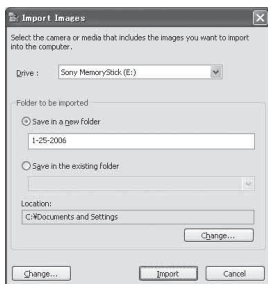 Import Images
Select the camera or media that includes the images you want to import
into the computer.
Drive : Sony MemoryStick (E:)
Folder to be imported
Save in a new folder
1-25-2006
Save in the existing folder
Location:
C:¥Documents and Settings
Change...
Change... Import Cancel